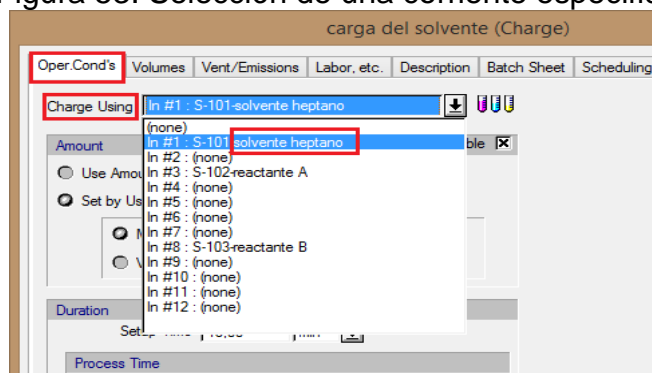 carga del solvente (Charge)
Oper.Cond's Volumes Vent/Emissions Labor, etc. Description Batch Sheet Scheduling
Charge Using In #1 : S-101-solvente heptano
(none)
Amount In #1 : S-101-solvente heptano ble
In #2 : (none)
Use Amou In #3 : S-102-reactante A
In #4 : (none)
Set by Us In #5 : (none)
In #6 : (none)
In #7 : (none)
In #8 : S-103-reactante B
In #9 : (none)
In #10 : (none)
In #11 : (none)
In #12 : (none)
Duration
Process Time